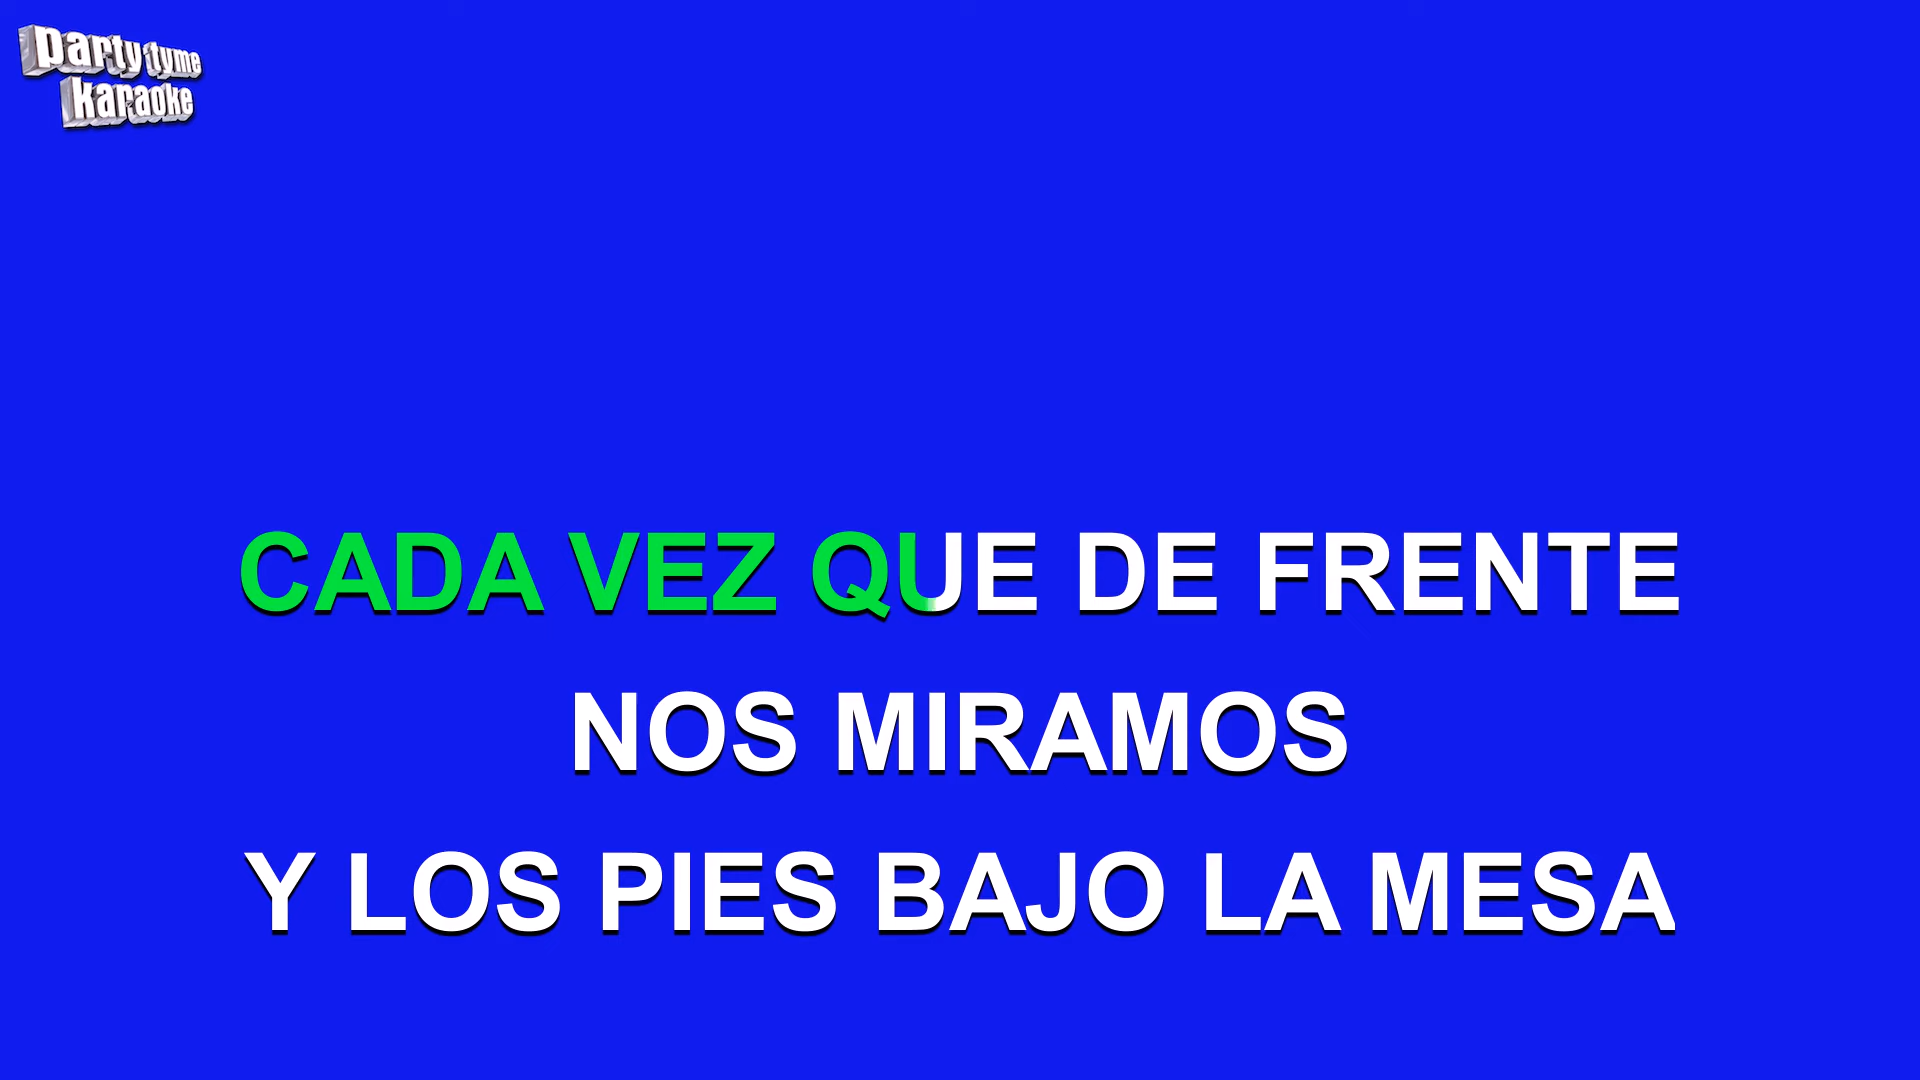 party tyme
karaoke
CADA VEZ QUE DE FRENTE
NOS MIRAMOS
Y LOS PIES BAJO LA MESA